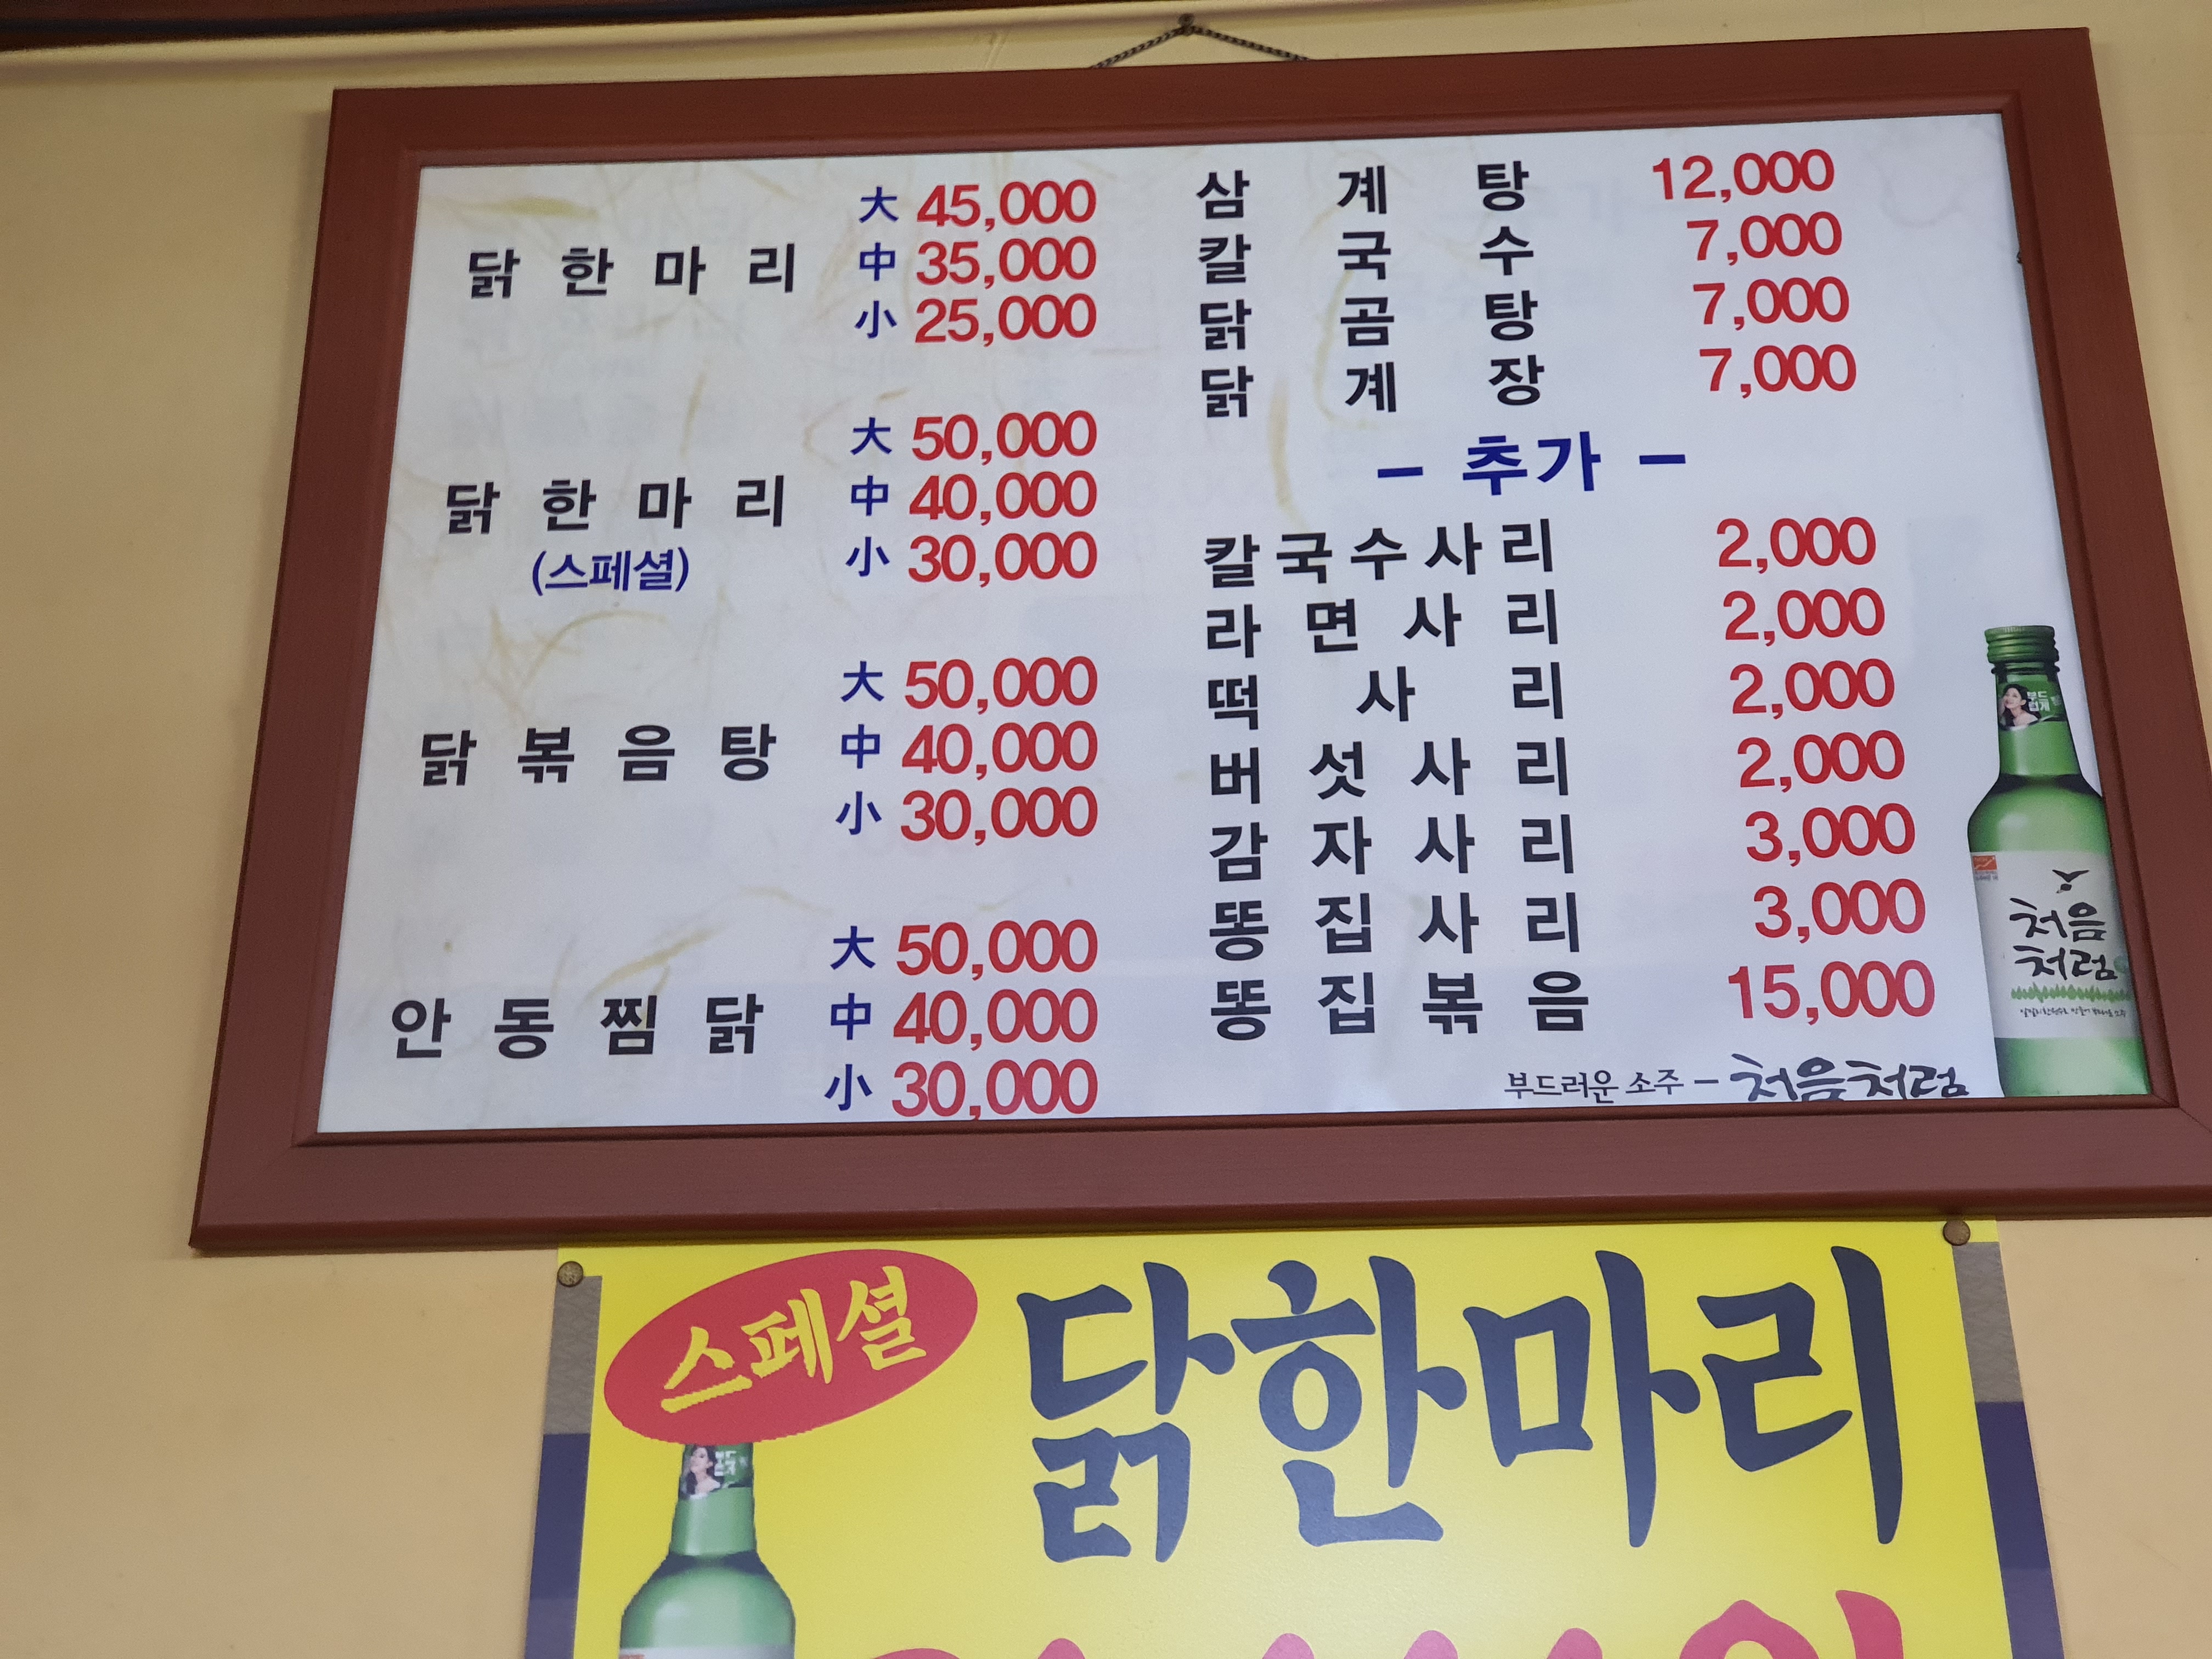 닭한마리
大 45,000
中 35,000
小 25,000
닭한마리
(스페셜)
大 50,000
中 40,000
小 30,000
닭볶음탕
大 50,000
中 40,000
小 30,000
안동찜닭
大 50,000
中 40,000
小 30,000
삼계탕 12,000
칼국수 7,000
닭곰탕 7,000
닭계장 7,000
- 추가 -
칼국수사리 2,000
라면사리 2,000
떡사리 2,000
버섯사리 2,000
감자사리 3,000
똥집사리 3,000
똥집볶음 15,000
부드러운 소주 - 처음처럼
부드
럽게
처음
처럼
스페셜
닭한마리